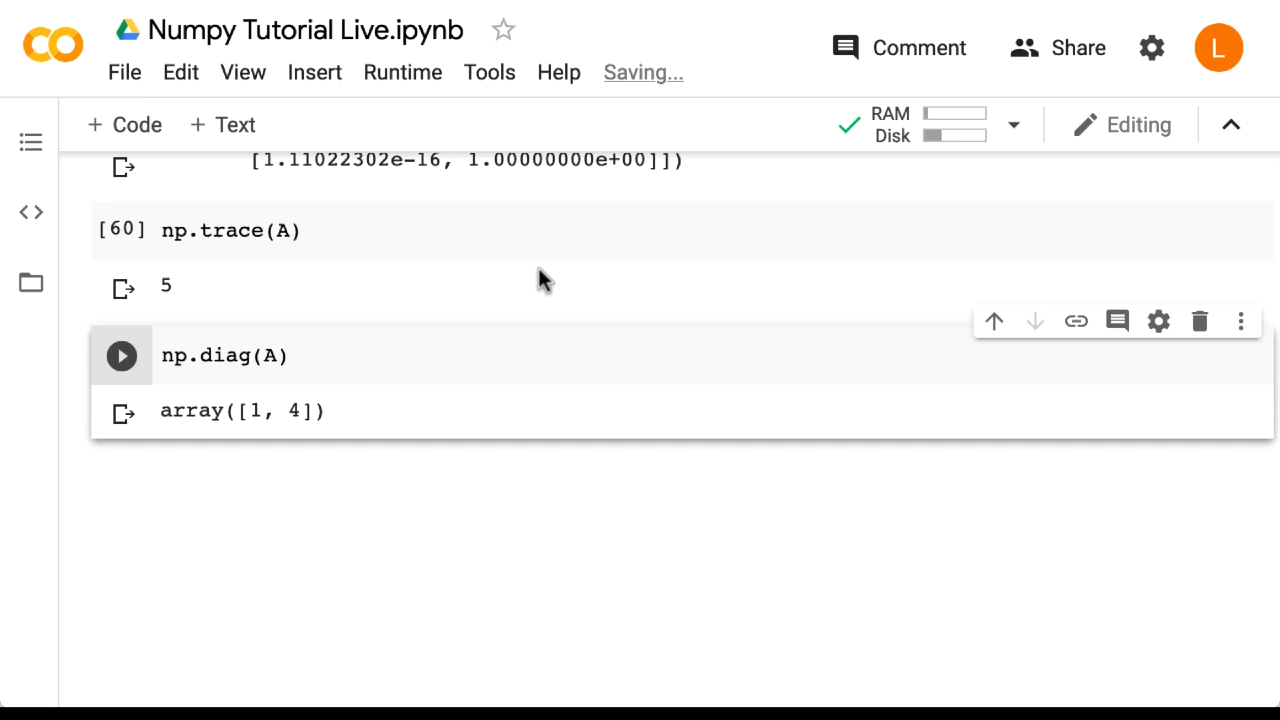 Numpy Tutorial Live.ipynb
Comment
Share
L
File Edit View Insert Runtime Tools Help Saving...
+ Code + Text
RAM
Disk
Editing
[1.11022302e-16, 1.00000000e+00]])
[60] np.trace(A)
5
np.diag(A)
array([1, 4])